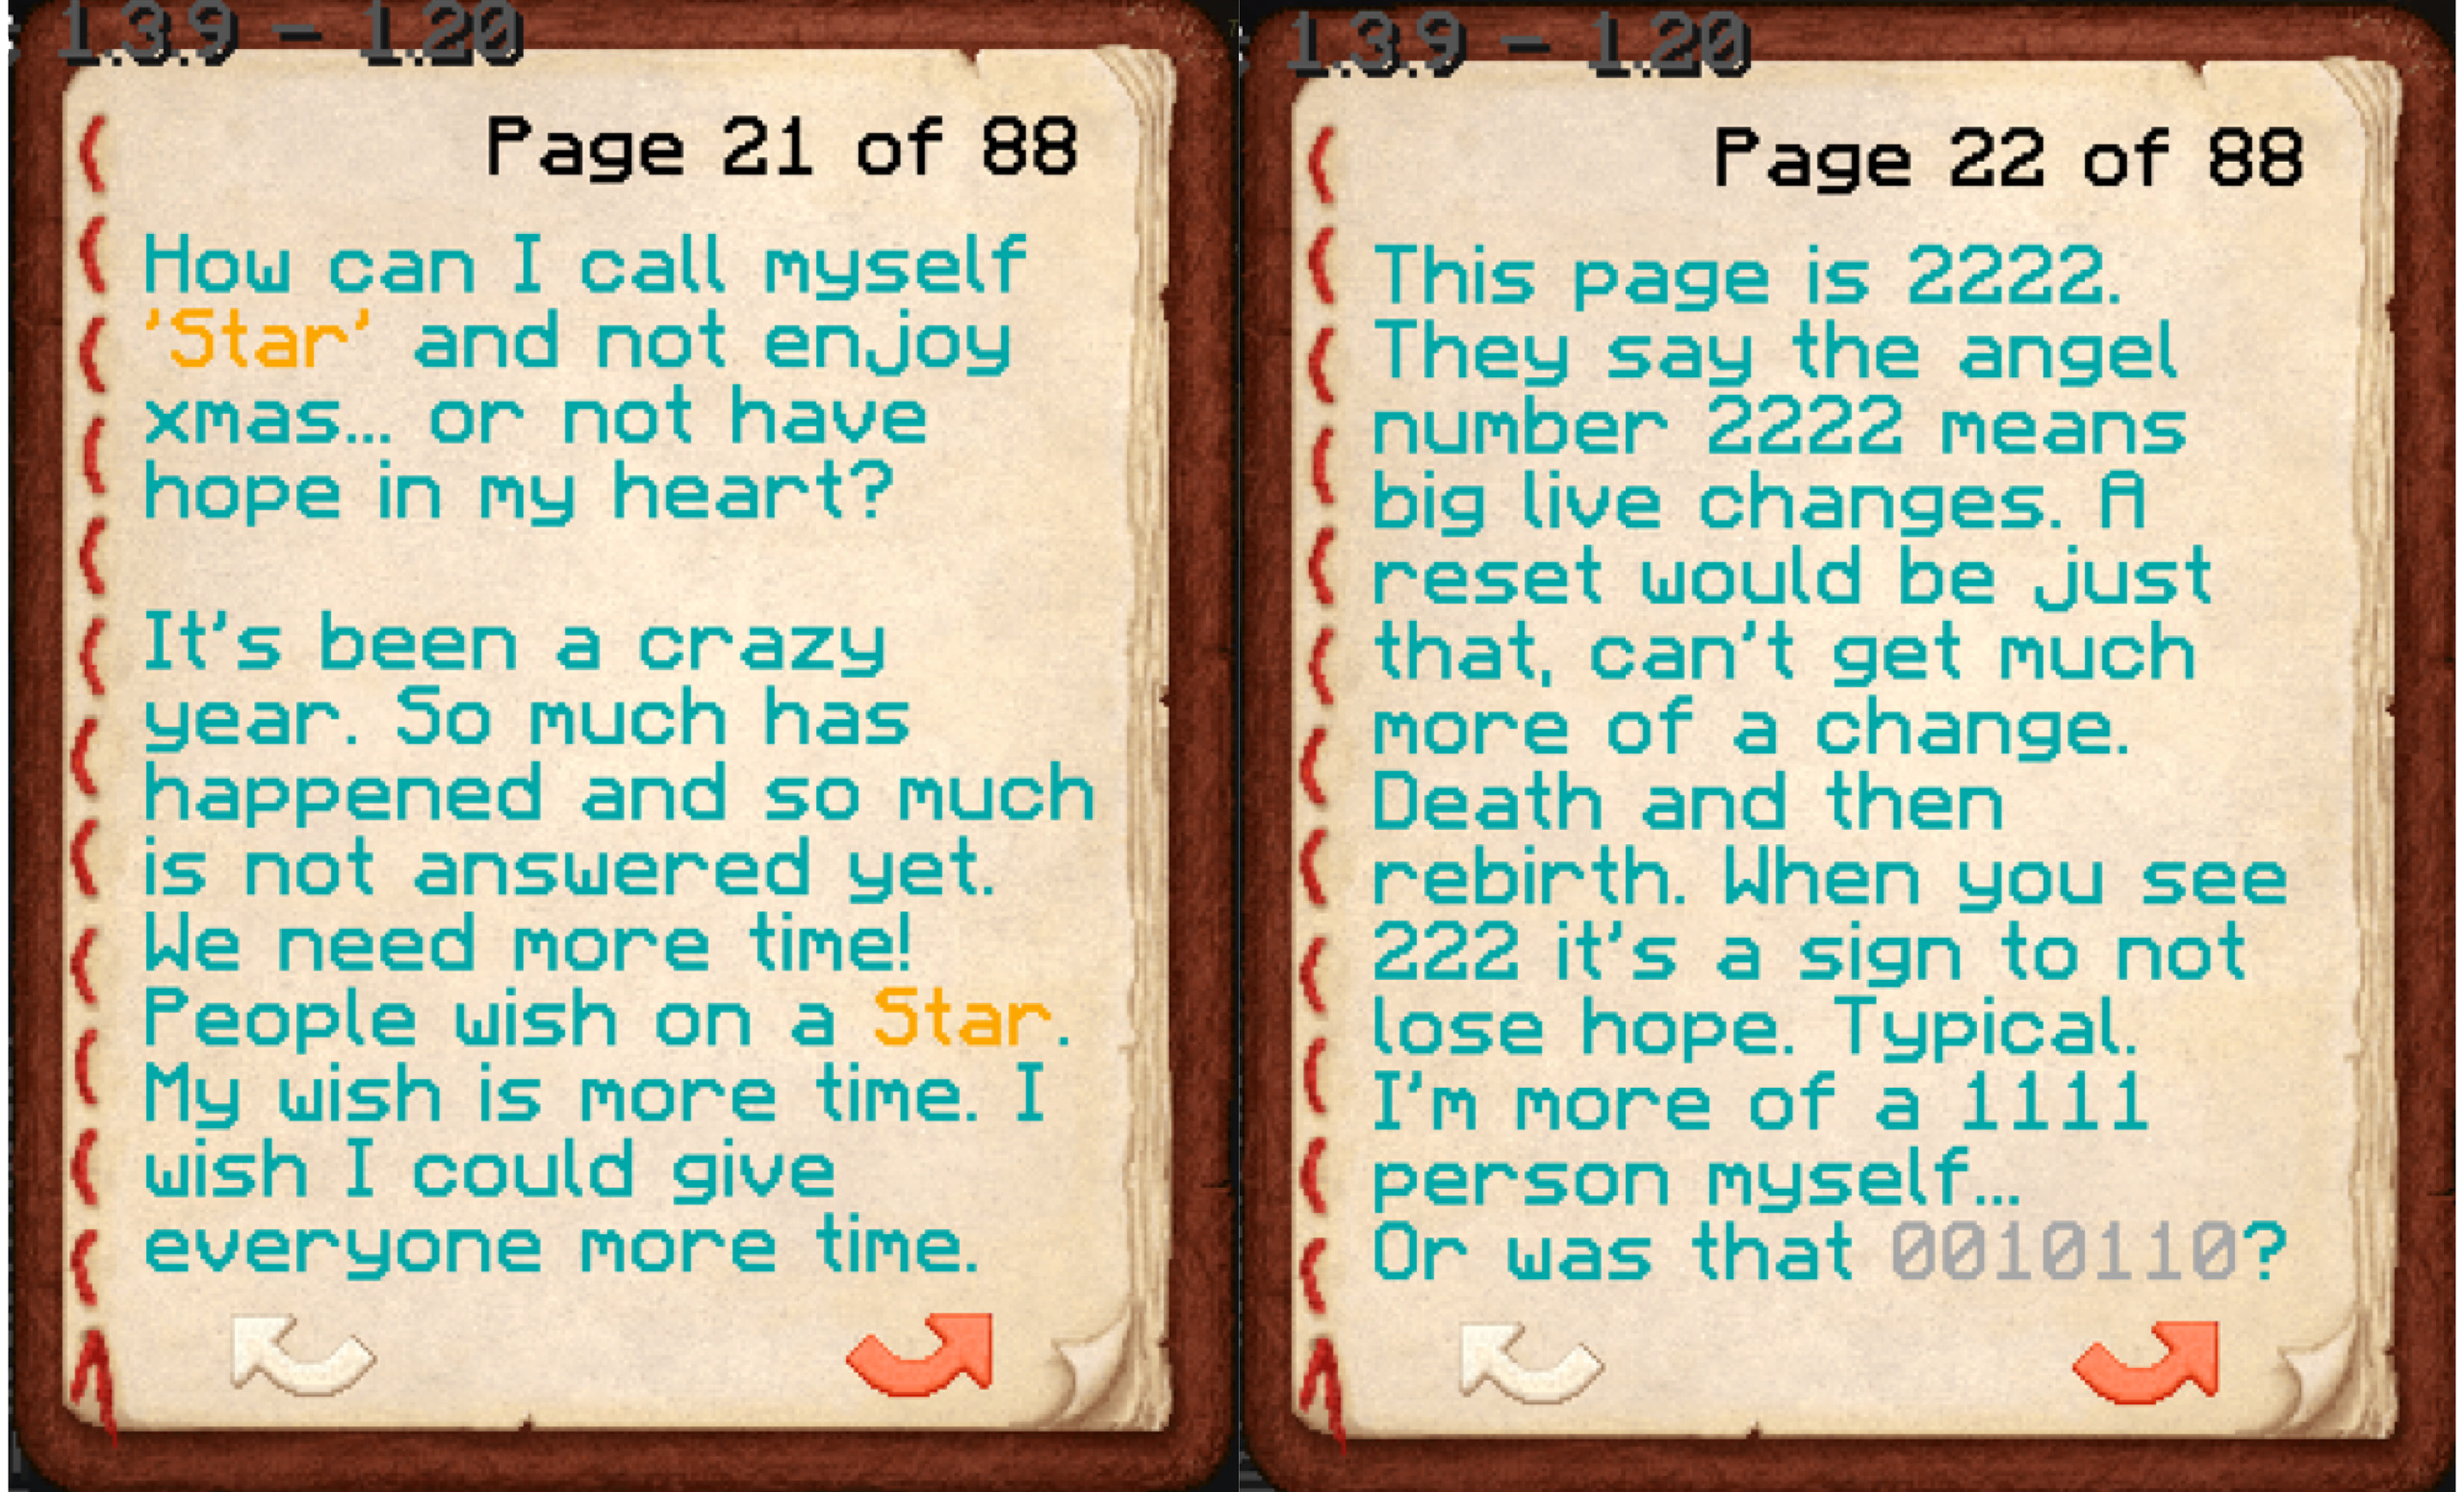 1.3.9 - 1.20
Page 21 of 88
How can I call myself
'Star' and not enjoy
xmas... or not have
hope in my heart?
It's been a crazy
year. So much has
happened and so much
is not answered yet.
We need more time!
People wish on a Star.
My wish is more time. I
wish I could give
everyone more time.
1.3.9 - 1.20
Page 22 of 88
This page is 2222.
They say the angel
number 2222 means
big live changes. A
reset would be just
that, can't get much
more of a change.
Death and then
rebirth. When you see
222 it's a sign to not
lose hope. Typical.
I'm more of a 1111
person myself...
Or was that 0010110?